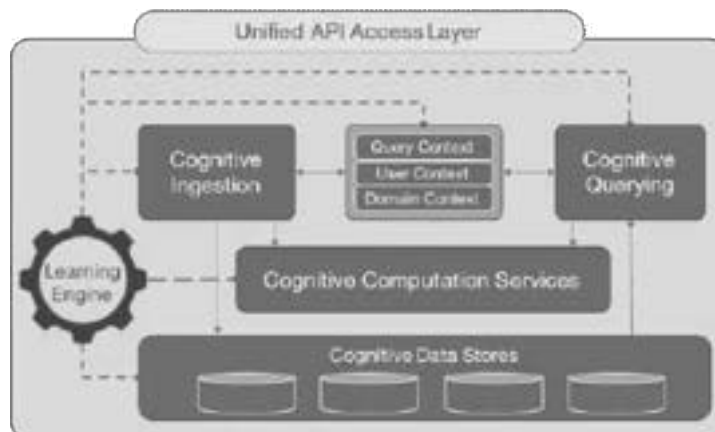 Unified API Access Layer
Cognitive
Ingestion
Query Context
User Context
Domain Context
Cognitive
Querying
Learning
Engine
Cognitive Computation Services
Cognitive Data Stores